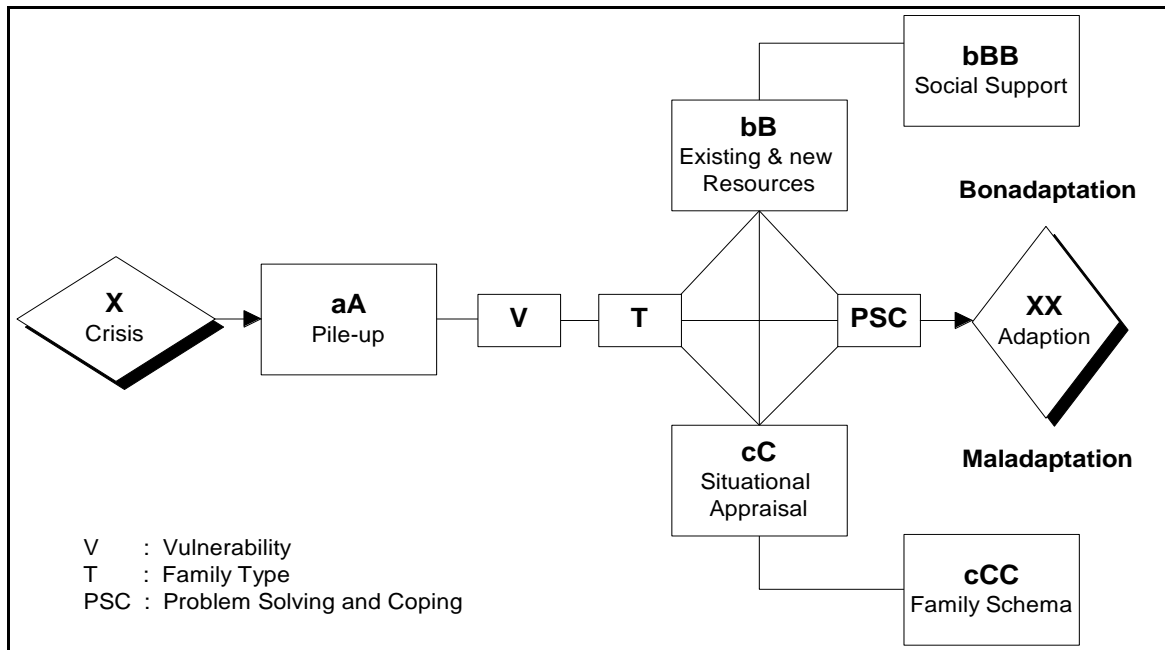 bBB
Social Support
bB
Existing & new
Resources
Bonadaptation
X
Crisis
aA
Pile-up
V
T
PSC
XX
Adaption
cC
Situational
Appraisal
Maladaptation
cCC
Family Schema
V : Vulnerability
T : Family Type
PSC : Problem Solving and Coping